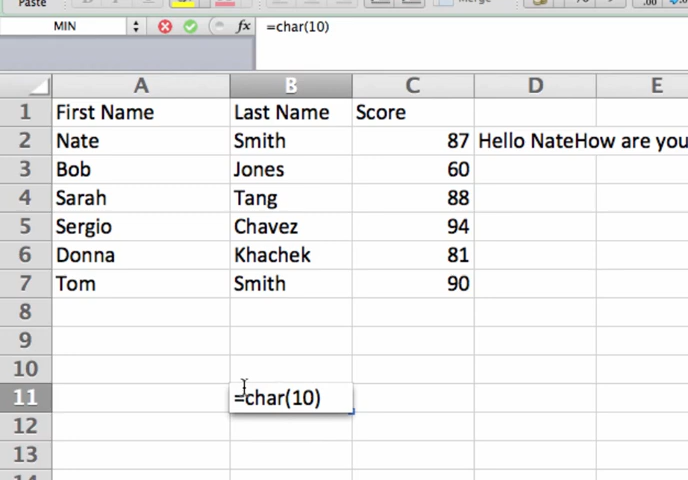 Paste
MIN fx =char(10)
A B C D E
1 First Name Last Name Score
2 Nate Smith 87 Hello NateHow are you
3 Bob Jones 60
4 Sarah Tang 88
5 Sergio Chavez 94
6 Donna Khachek 81
7 Tom Smith 90
8
9
10
11 =char(10)
12
13